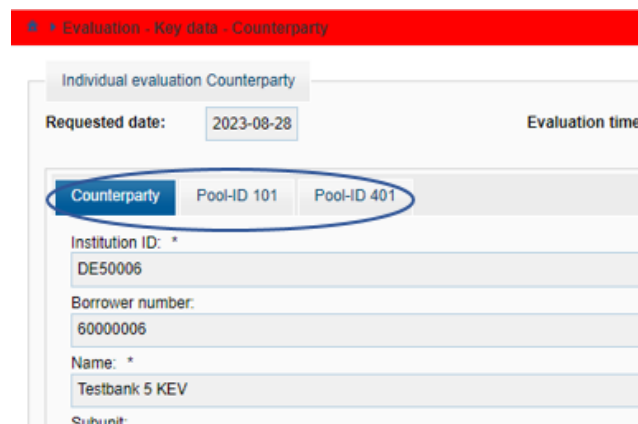 Evaluation - Key data - Counterparty
Individual evaluation Counterparty
Requested date: 2023-08-28 Evaluation time
Counterparty Pool-ID 101 Pool-ID 401
Institution ID: *
DE50006
Borrower number:
60000006
Name: *
Testbank 5 KEV
Subunit: